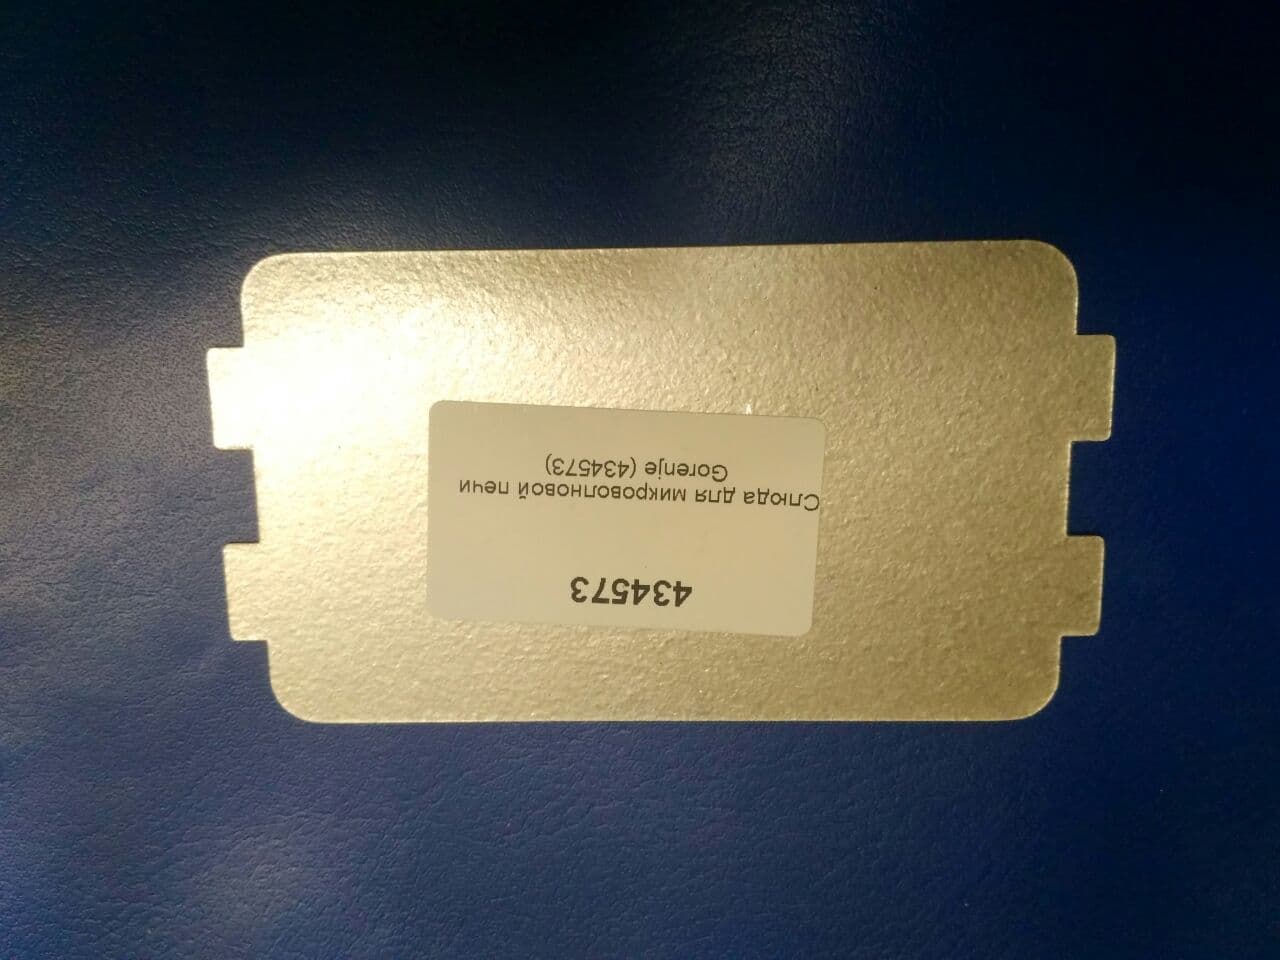 434573
Слюда для микроволновой печи
Gorenje (434573)